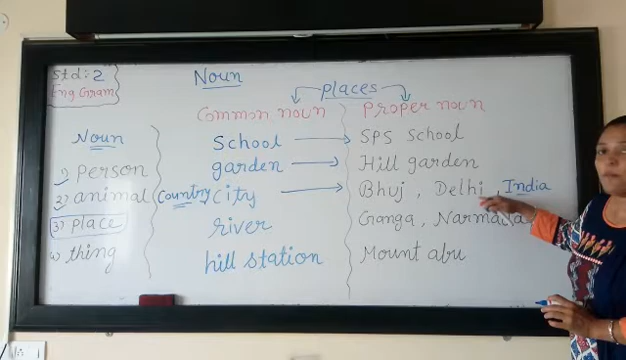 Std:- 2
Eng Gram
Noun
places
Common noun
Proper noun
Noun
1) person
2) animal
3) place
4) thing
School
SPS School
garden
Hill garden
Country, city
Bhuj, Delhi, India
river
Ganga, Narmada
hill station
Mount abu